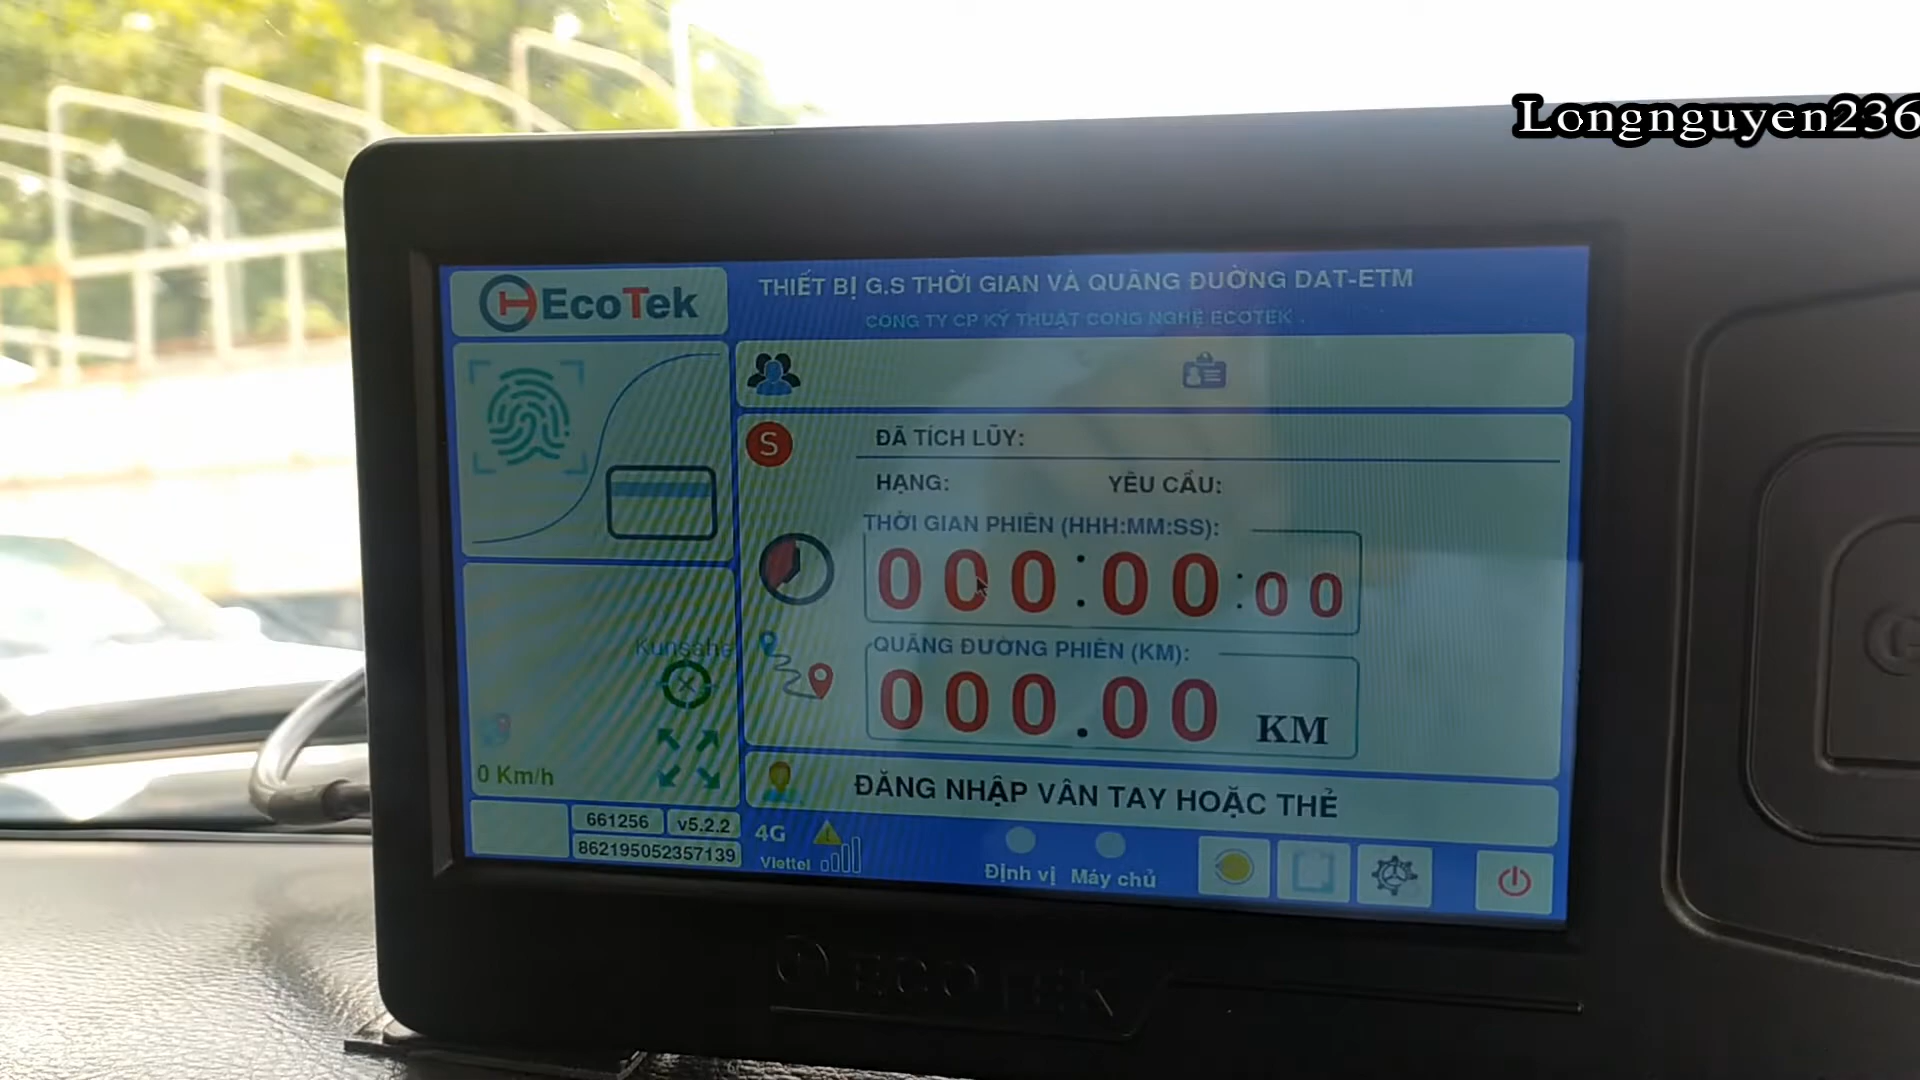 Longnguyen236
EcoTek
THIẾT BỊ G.S THỜI GIAN VÀ QUÃNG ĐƯỜNG DAT-ETM
CÔNG TY CP KỸ THUẬT CÔNG NGHỆ ECOTEK .
S
ĐÃ TÍCH LŨY:
HẠNG: YÊU CẦU:
THỜI GIAN PHIÊN (HHH:MM:SS):
000:00:00
QUÃNG ĐƯỜNG PHIÊN (KM):
000.00 KM
Kunsahe
0 Km/h
ĐĂNG NHẬP VÂN TAY HOẶC THẺ
661256 v5.2.2
862195052357139
4G
Viettel
Định vị Máy chủ
ECOTEK